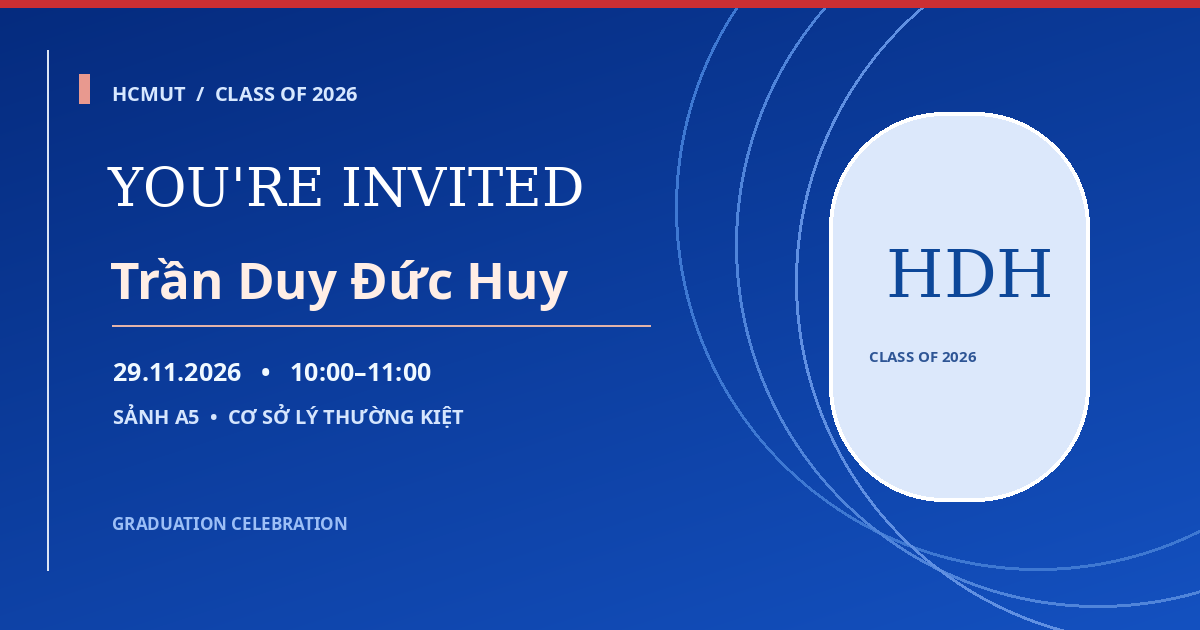 HCMUT / CLASS OF 2026
YOU'RE INVITED
Trần Duy Đức Huy
29.11.2026 • 10:00–11:00
SẢNH A5 • CƠ SỞ LÝ THƯỜNG KIỆT
GRADUATION CELEBRATION
HDH
CLASS OF 2026